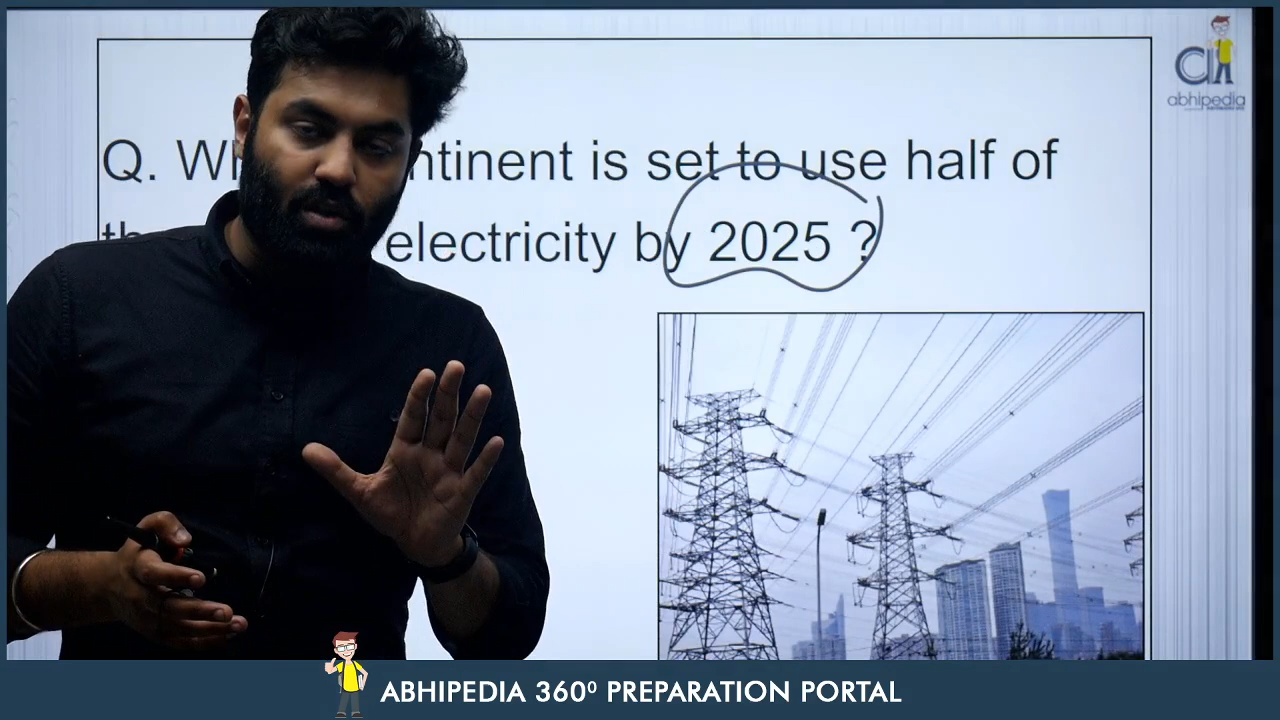 Q. Wh ntinent is set to use half of
th electricity by 2025 ?
abhipedia
ABHIPEDIA 360⁰ PREPARATION PORTAL